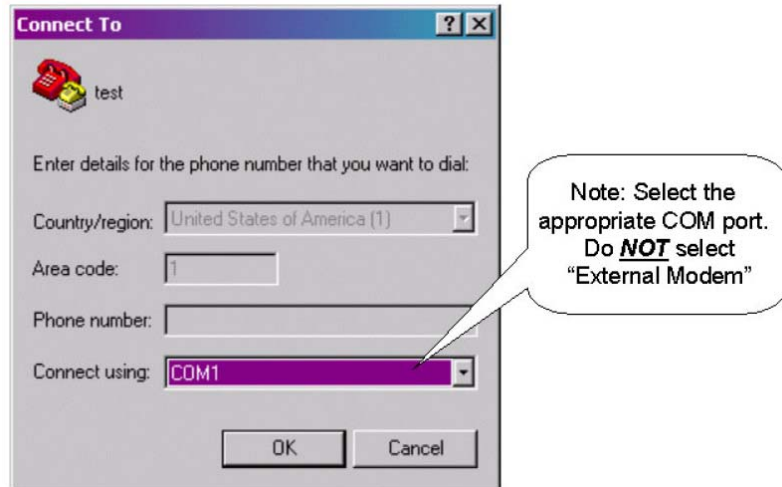 Connect To
test
Enter details for the phone number that you want to dial:
Country/region: United States of America (1)
Area code: 1
Phone number:
Connect using: COM1
OK Cancel
Note: Select the
appropriate COM port.
Do NOT select
“External Modem”